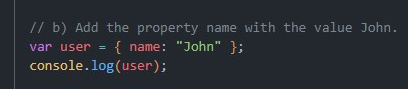 // b) Add the property name with the value John.
var user = { name: "John" };
console.log(user);